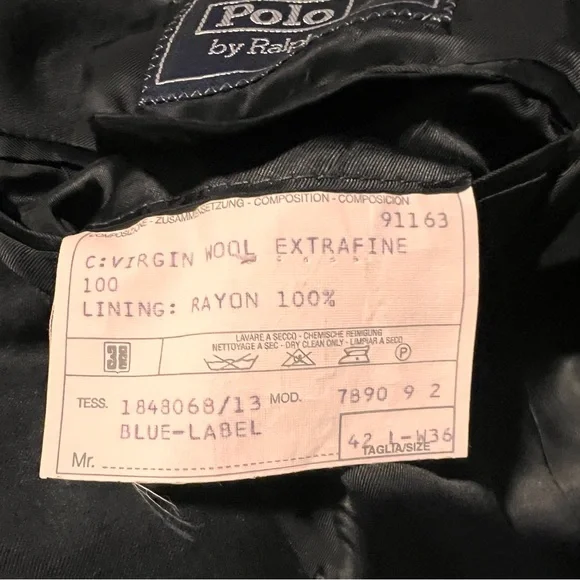 Polo
by Ralph
ZUSAMMENSETZUNG - COMPOSITION - COMPOSICION
91163
C:VIRGIN WOOL EXTRAFINE
100
LINING: RAYON 100%
LAVARE A SECCO - CHEMISCHE REINIGUNG
NETTOYAGE A SEC - DRY CLEAN ONLY - LIMPIAR A SECO
P
TESS. 1848068/13 MOD. 7890 9 2
BLUE-LABEL
42 L-W36
TAGLIA/SIZE
Mr.